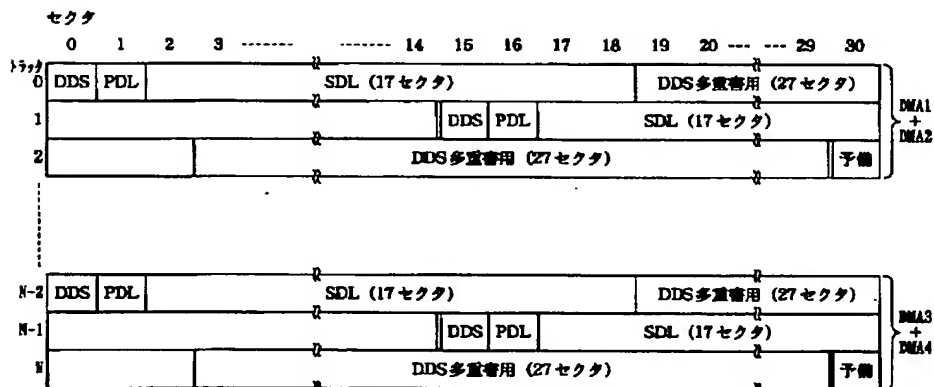 セクタ
0 1 2 3 ------- ------- 14 15 16 17 18 19 20 --- --- 29 30
トラック
0 DDS PDL SDL (17セクタ) DDS多重書用 (27セクタ) DMA1
1 DDS PDL SDL (17セクタ) +
2 DDS多重書用 (27セクタ) 予備 DMA2
N-2 DDS PDL SDL (17セクタ) DDS多重書用 (27セクタ) DMA3
N-1 DDS PDL SDL (17セクタ) +
N DDS多重書用 (27セクタ) 予備 DMA4